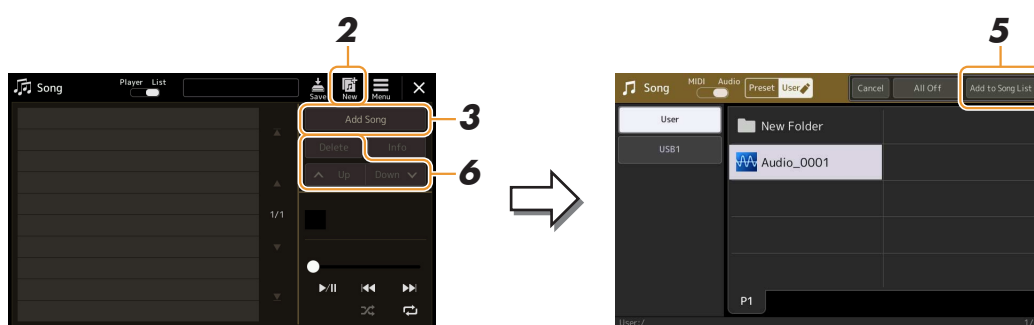 2
5
Song
Player List
Save
New
Menu
Add Song
3
Delete
Info
Up
Down
6
1/1
Song
MIDI Audio
Preset
User
Cancel
All Off
Add to Song List
User
USB1
New Folder
Audio_0001
P1
User:/